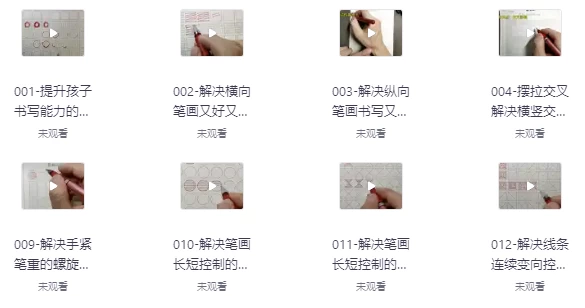 001-提升孩子
书写能力的...
未观看
002-解决横向
笔画又好又...
未观看
003-解决纵向
笔画书写又...
未观看
004-摆拉交叉
解决横竖交...
未观看
009-解决手紧
笔重的螺旋...
未观看
010-解决笔画
长短控制的...
未观看
011-解决笔画
长短控制的...
未观看
012-解决线条
连续变向控...
未观看